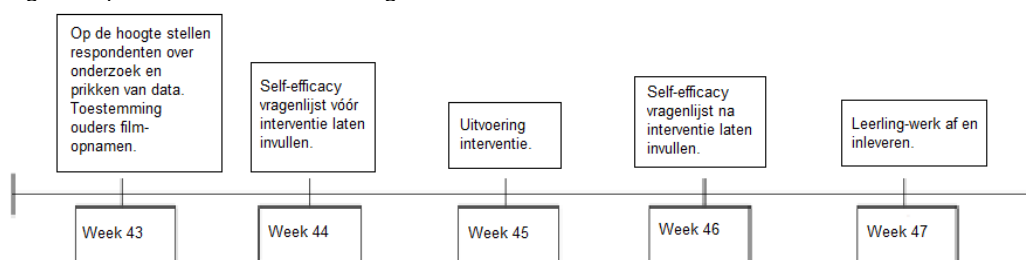 Op de hoogte stellen
respondenten over
onderzoek en
prikken van data.
Toestemming
ouders film-
opnamen.
Self-efficacy
vragenlijst vóór
interventie laten
invullen.
Uitvoering
interventie.
Self-efficacy
vragenlijst na
interventie laten
invullen.
Leerling-werk af en
inleveren.
Week 43
Week 44
Week 45
Week 46
Week 47